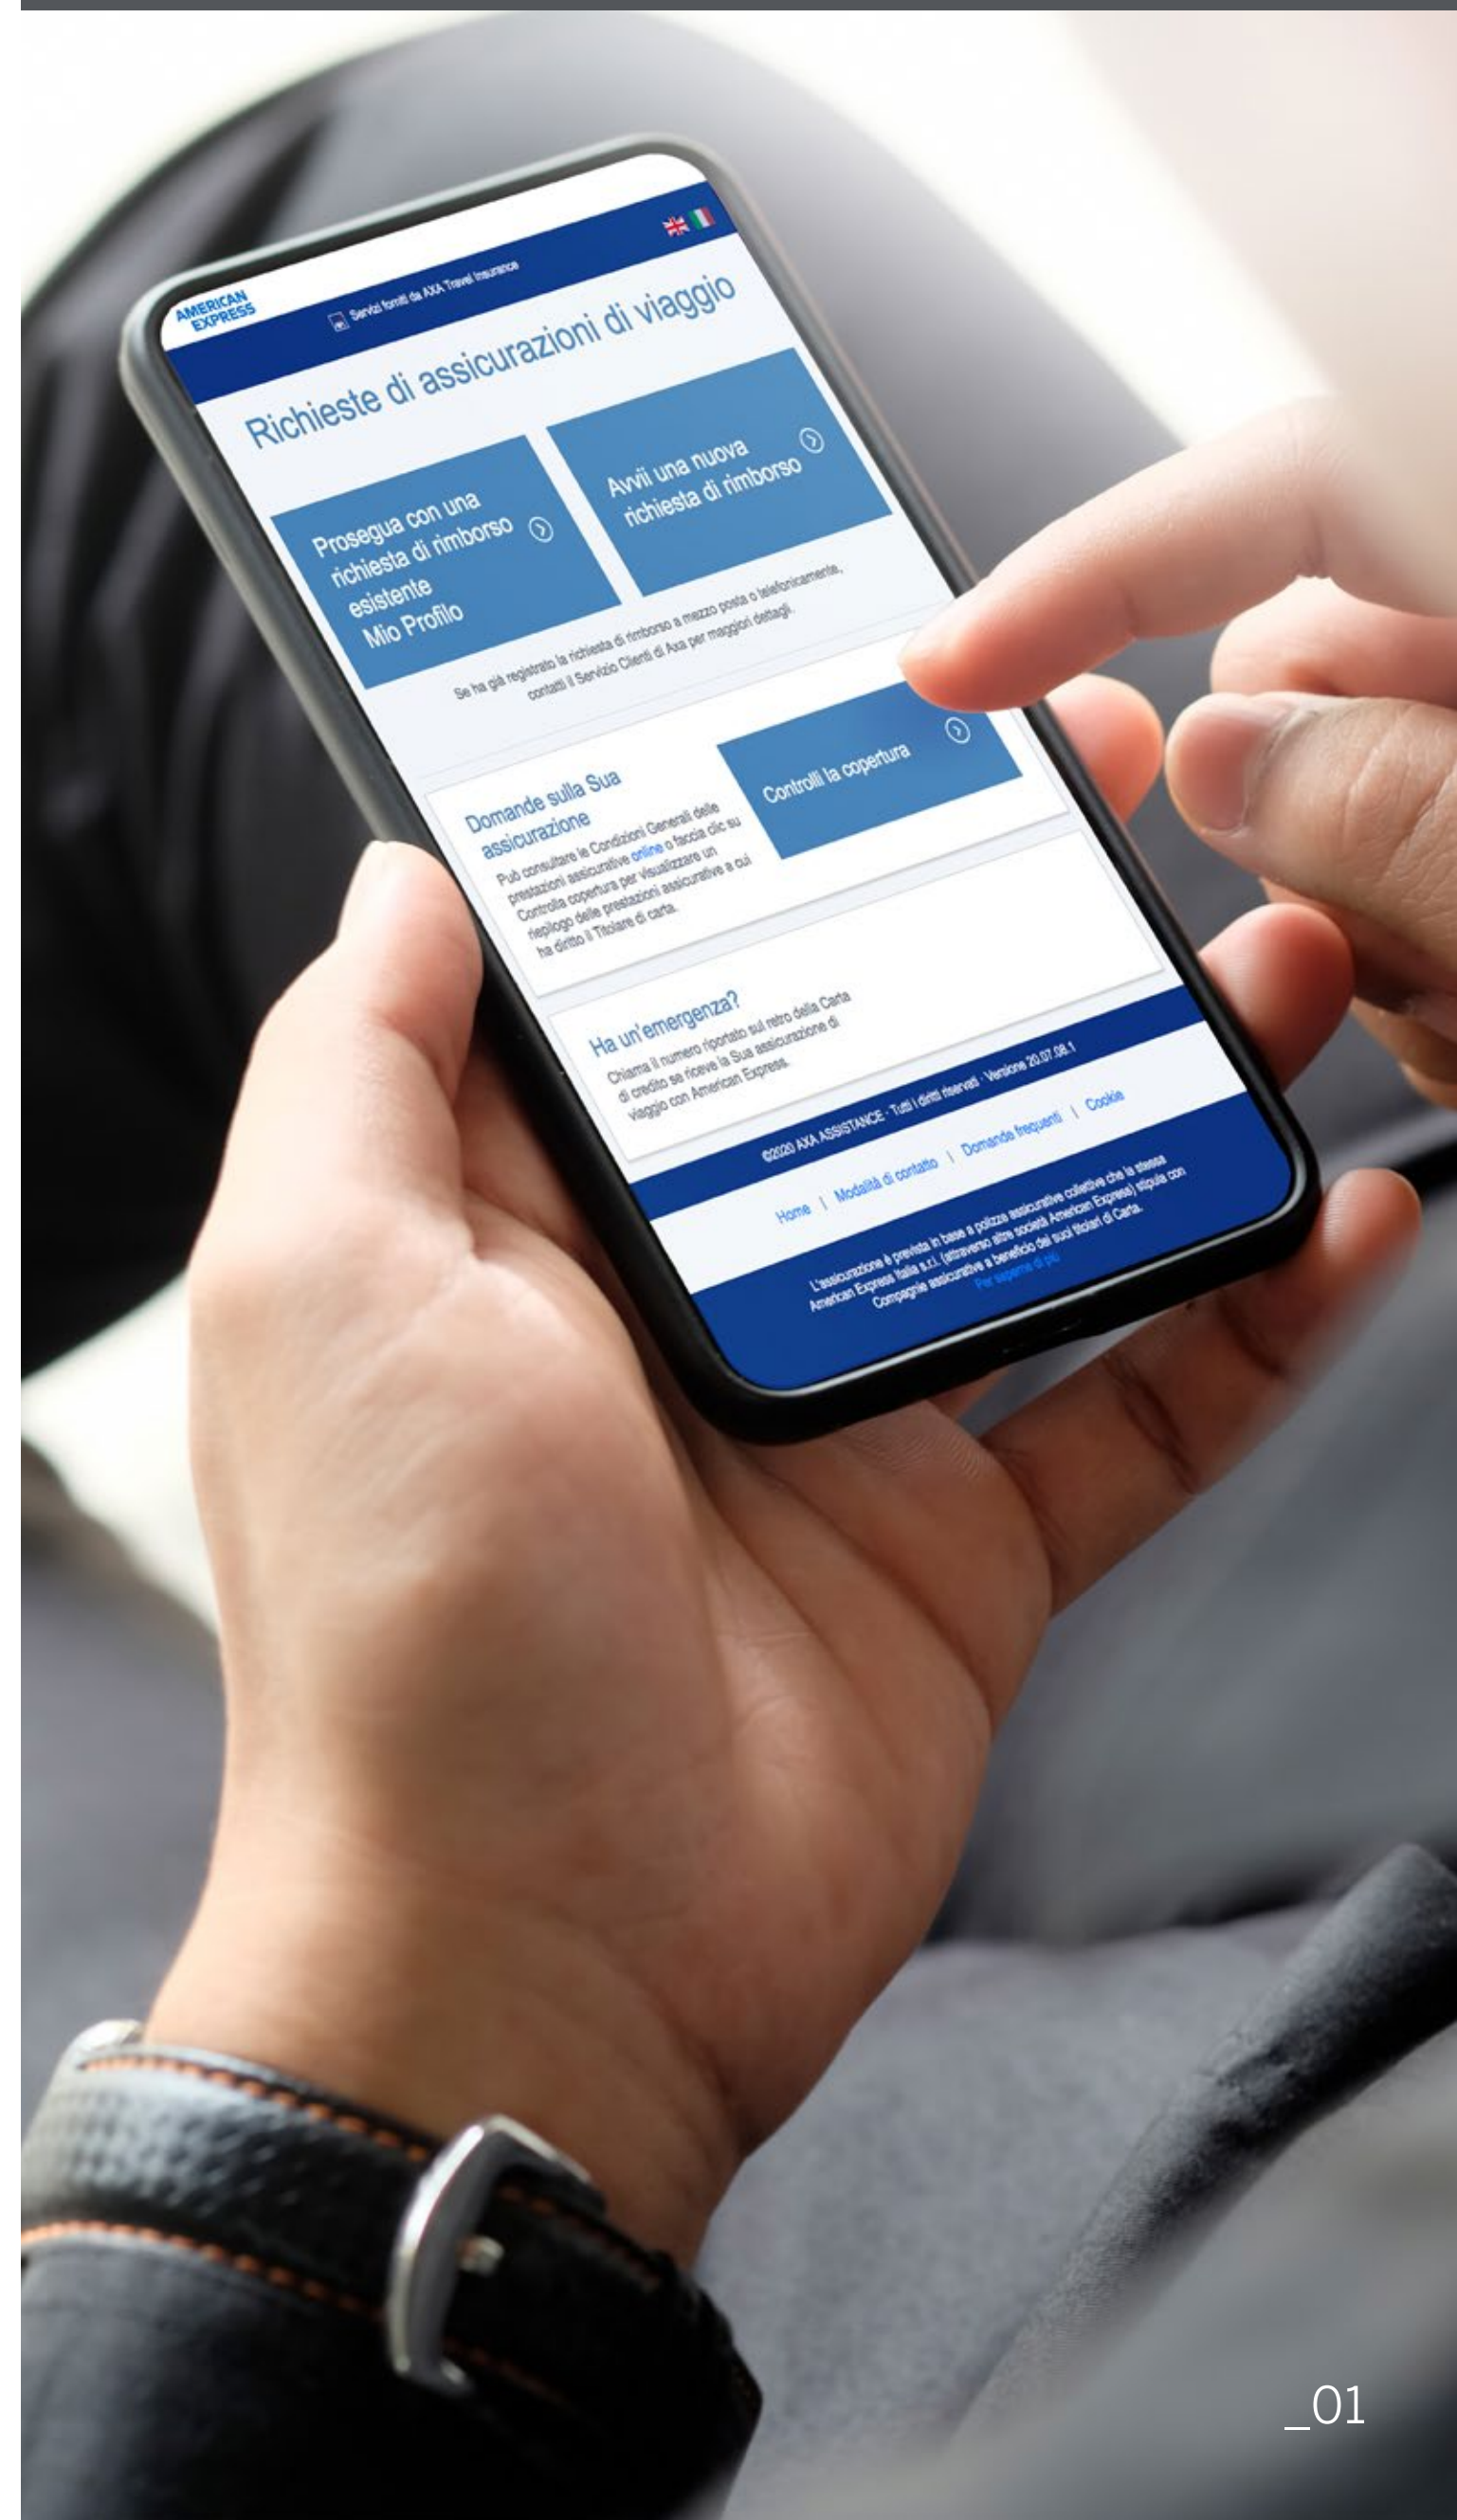 AMERICAN
EXPRESS
Servizi forniti da AXA Travel Insurance
Richieste di assicurazioni di viaggio
Prosegua con una
richiesta di rimborso
esistente
Mio Profilo
Avvii una nuova
richiesta di rimborso
Se ha già registrato la richiesta di rimborso a mezzo posta o telefonicamente,
contatti il Servizio Clienti di Axa per maggiori dettagli.
Domande sulla Sua
assicurazione
Può consultare le Condizioni Generali delle
prestazioni assicurative online o faccia clic su
Controlla copertura per visualizzare un
riepilogo delle prestazioni assicurative a cui
ha diritto il Titolare di carta.
Controlli la copertura
Ha un'emergenza?
Chiama il numero riportato sul retro della Carta
di credito se riceve la Sua assicurazione di
viaggio con American Express.
©2020 AXA ASSISTANCE · Tutti i diritti riservati · Versione 20.07.08.1
Home | Modalità di contatto | Domande frequenti | Cookie
L'assicurazione è prevista in base a polizze assicurative collettive che la stessa
American Express Italia s.r.l. (attraverso altre società American Express) stipula con
Compagnie assicurative a beneficio dei suoi titolari di Carta.
Per saperne di più
_01